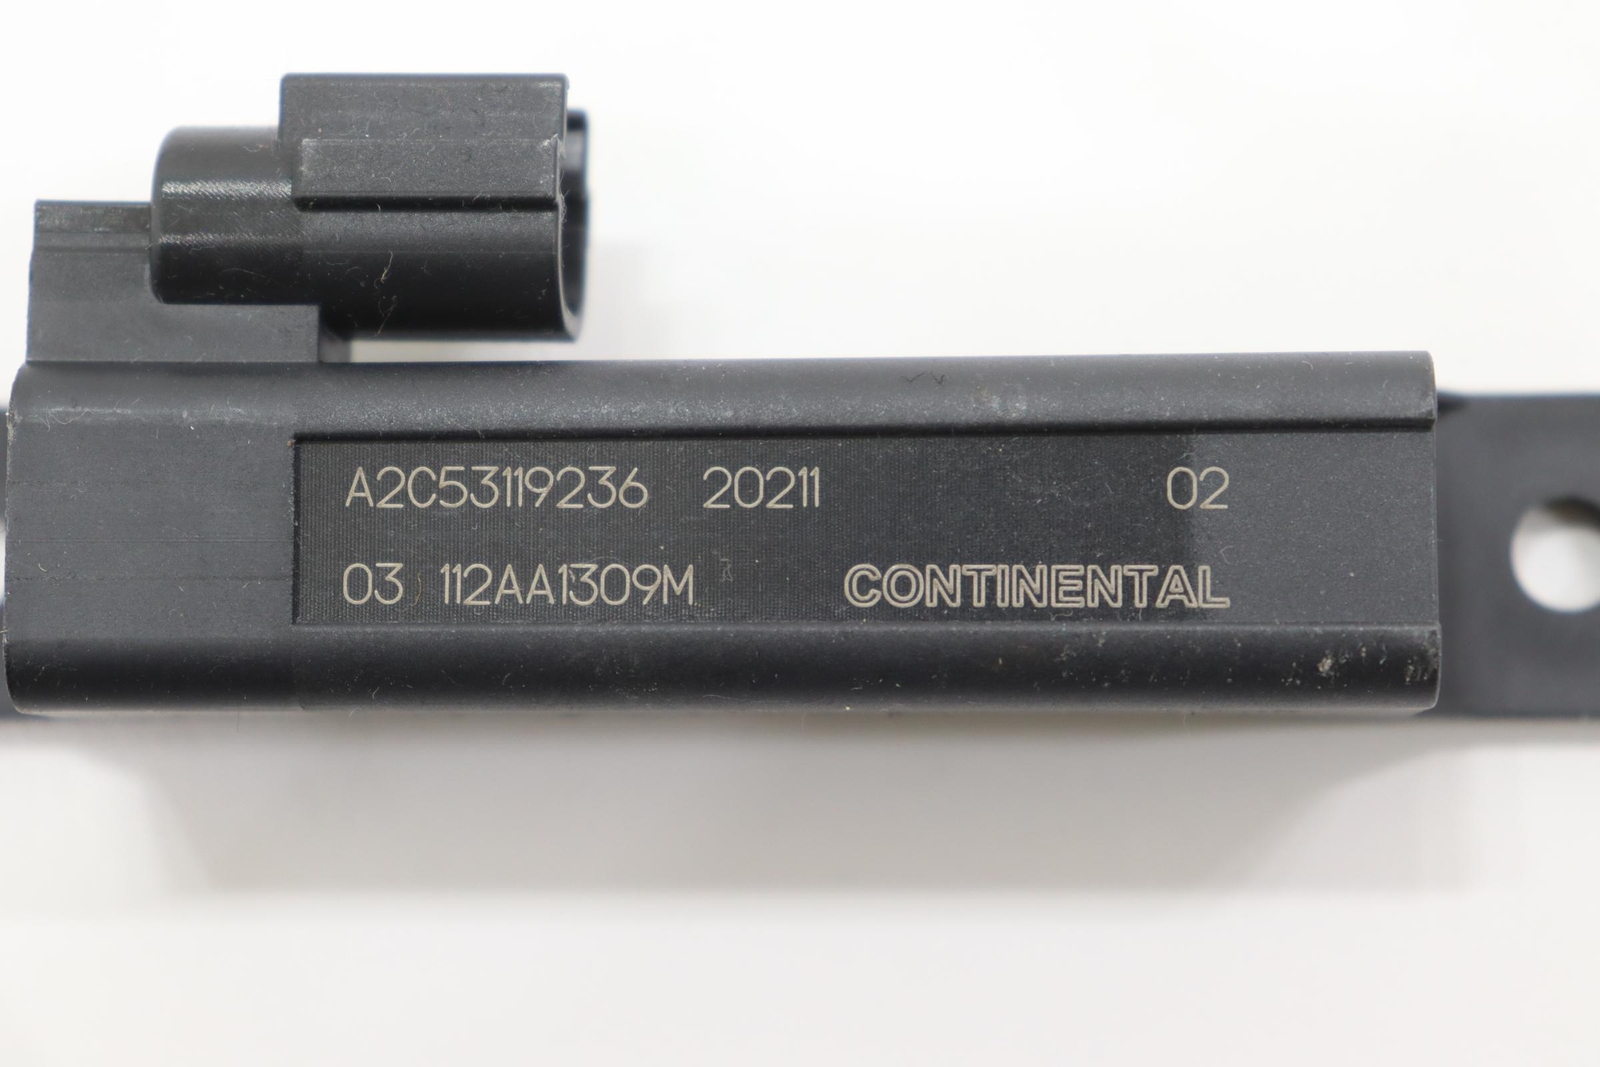 A2C53119236 20211 02
03 112AA1309M CONTINENTAL